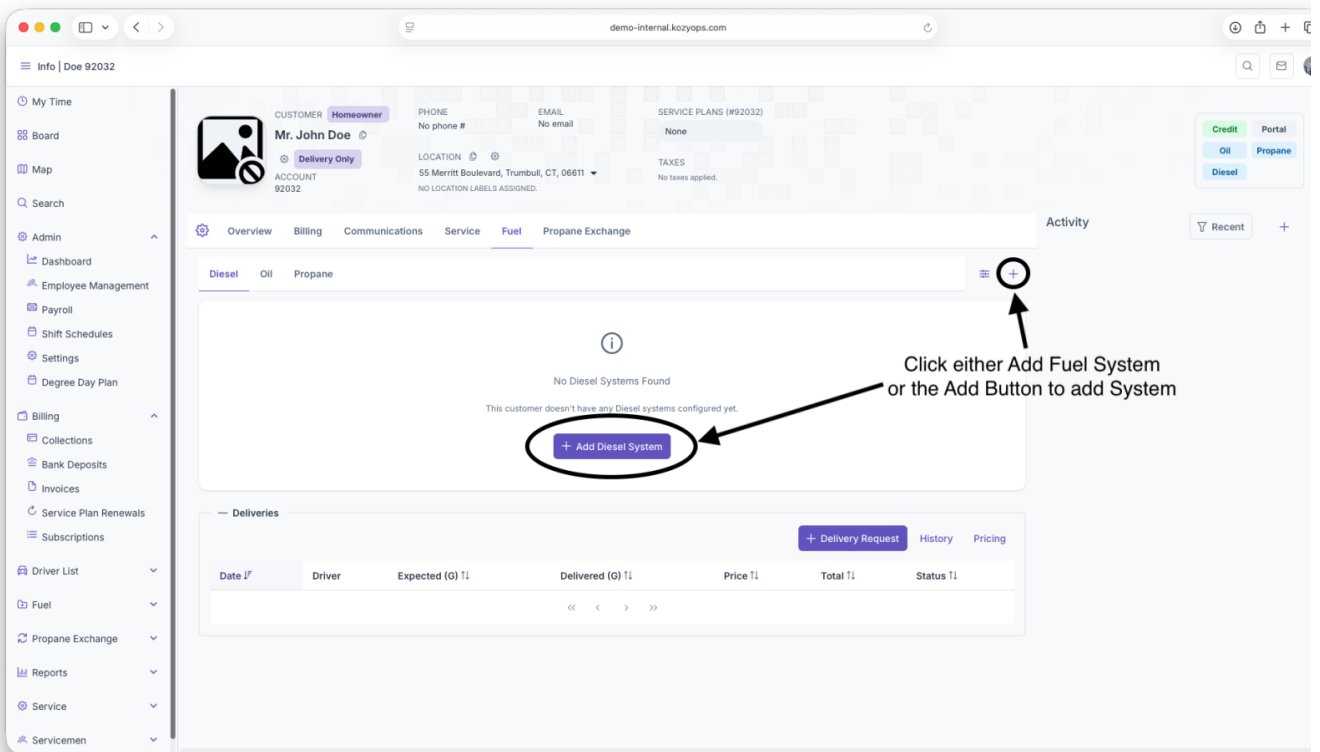 demo-internal.kozyops.com
Info | Doe 92032
My Time
Board
Map
Search
Admin
Dashboard
Employee Management
Payroll
Shift Schedules
Settings
Degree Day Plan
Billing
Collections
Bank Deposits
Invoices
Service Plan Renewals
Subscriptions
Driver List
Fuel
Propane Exchange
Reports
Service
Servicemen
CUSTOMER Homeowner
Mr. John Doe
Delivery Only
ACCOUNT
92032
PHONE
No phone #
EMAIL
No email
LOCATION
55 Merritt Boulevard, Trumbull, CT, 06611
NO LOCATION LABELS ASSIGNED.
SERVICE PLANS (#92032)
None
TAXES
No taxes applied.
Credit Portal
Oil Propane
Diesel
Overview Billing Communications Service Fuel Propane Exchange
Activity
Recent
Diesel Oil Propane
No Diesel Systems Found
This customer doesn't have any Diesel systems configured yet.
+ Add Diesel System
Click either Add Fuel System
or the Add Button to add System
Deliveries
+ Delivery Request History Pricing
Date Driver Expected (G) Delivered (G) Price Total Status